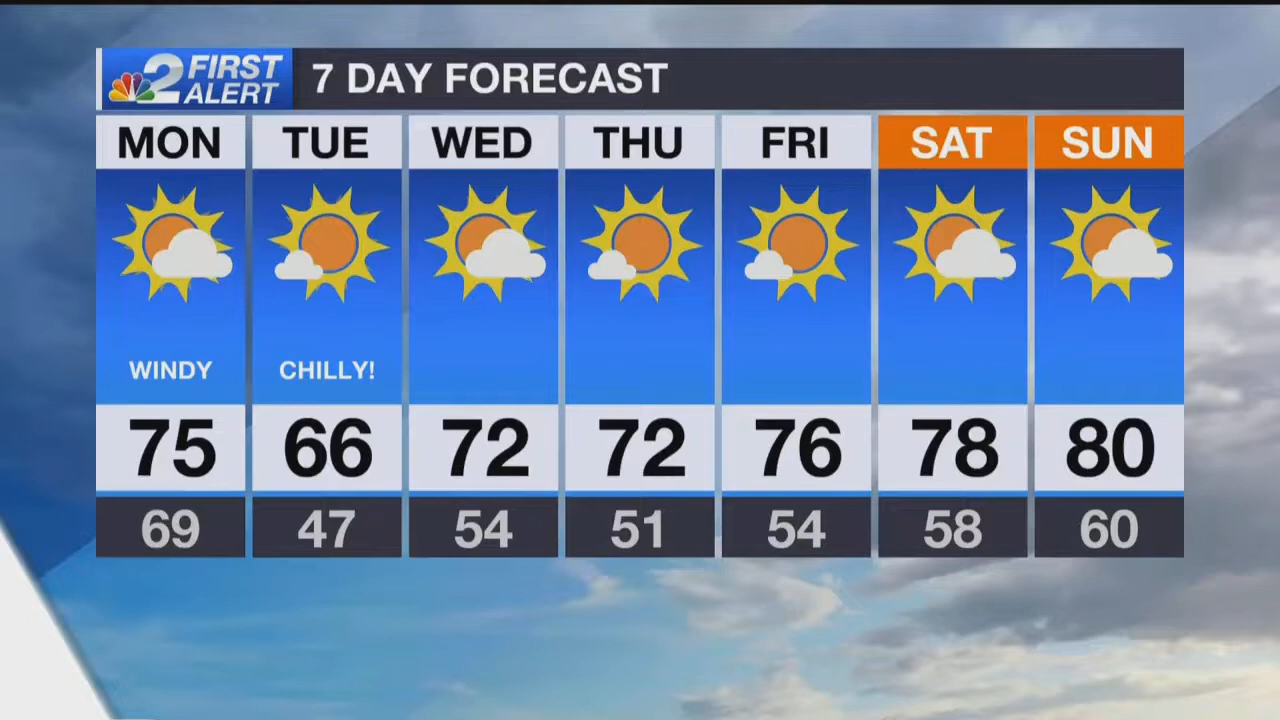 2 FIRST ALERT
7 DAY FORECAST
MON TUE WED THU FRI SAT SUN
WINDY CHILLY!
75 66 72 72 76 78 80
69 47 54 51 54 58 60